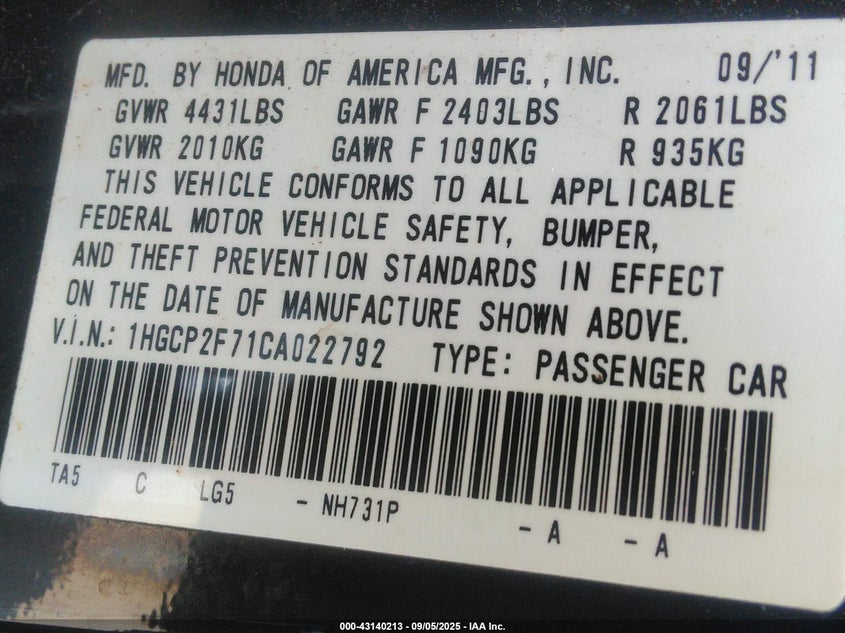 MFD. BY HONDA OF AMERICA MFG., INC. 09/'11
GVWR 4431LBS GAWR F 2403LBS R 2061LBS
GVWR 2010KG GAWR F 1090KG R 935KG
THIS VEHICLE CONFORMS TO ALL APPLICABLE
FEDERAL MOTOR VEHICLE SAFETY, BUMPER,
AND THEFT PREVENTION STANDARDS IN EFFECT
ON THE DATE OF MANUFACTURE SHOWN ABOVE.
V.I.N.: 1HGCP2F71CA022792 TYPE: PASSENGER CAR
TA5 C LG5 - NH731P - A - A
000-43140213 - 09/05/2025 - IAA Inc.